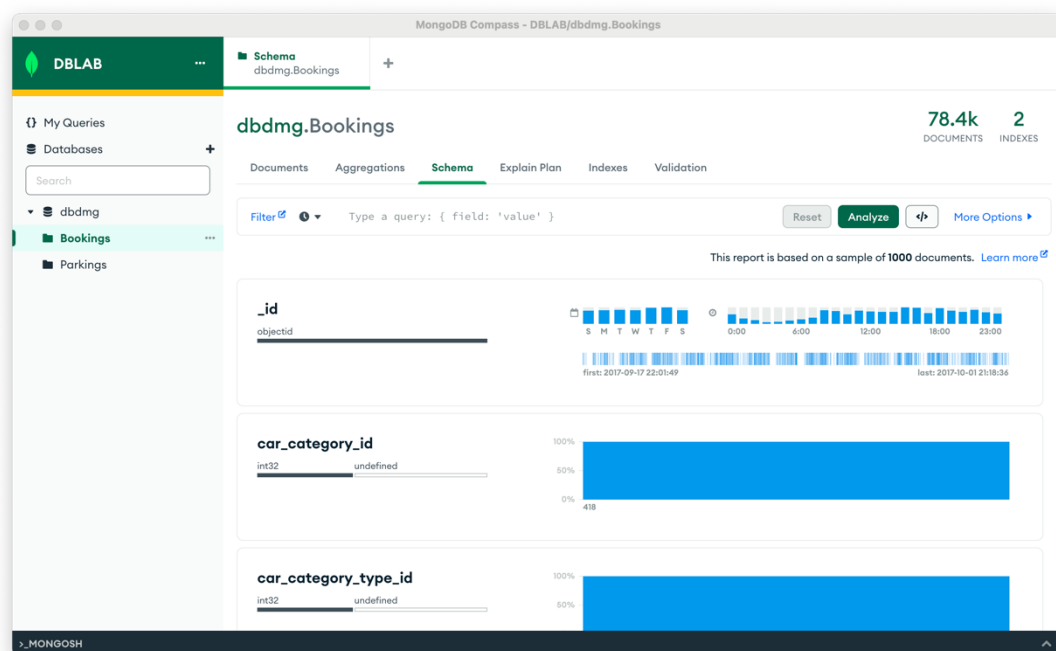 MongoDB Compass - DBLAB/dbdmg.Bookings
DBLAB
Schema
dbdmg.Bookings
My Queries
Databases
Search
dbdmg
Bookings
Parkings
dbdmg.Bookings
78.4k
DOCUMENTS
2
INDEXES
Documents Aggregations Schema Explain Plan Indexes Validation
Filter Type a query: { field: 'value' } Reset Analyze </> More Options
This report is based on a sample of 1000 documents. Learn more
_id
objectid
S M T W T F S 0:00 6:00 12:00 18:00 23:00
first: 2017-09-17 22:01:49 last: 2017-10-01 21:18:36
car_category_id
int32 undefined
100%
50%
0%
418
car_category_type_id
int32 undefined
100%
50%
>_MONGOSH